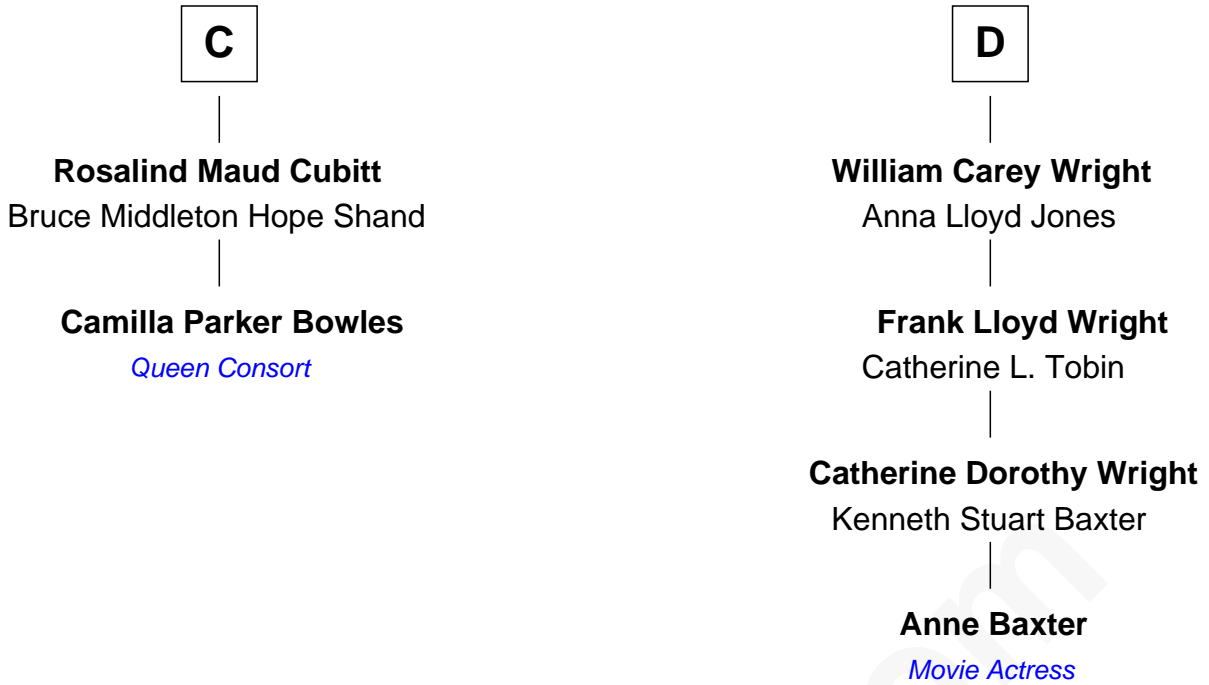 C
Rosalind Maud Cubitt
Bruce Middleton Hope Shand
Camilla Parker Bowles
Queen Consort
D
William Carey Wright
Anna Lloyd Jones
Frank Lloyd Wright
Catherine L. Tobin
Catherine Dorothy Wright
Kenneth Stuart Baxter
Anne Baxter
Movie Actress
om